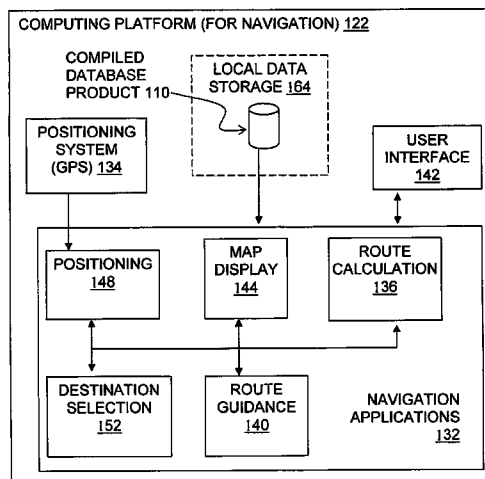 COMPUTING PLATFORM (FOR NAVIGATION) 122
COMPILED
DATABASE
PRODUCT 110
LOCAL DATA
STORAGE 164
POSITIONING
SYSTEM
(GPS) 134
USER
INTERFACE
142
POSITIONING
148
MAP
DISPLAY
144
ROUTE
CALCULATION
136
DESTINATION
SELECTION
152
ROUTE
GUIDANCE
140
NAVIGATION
APPLICATIONS
132